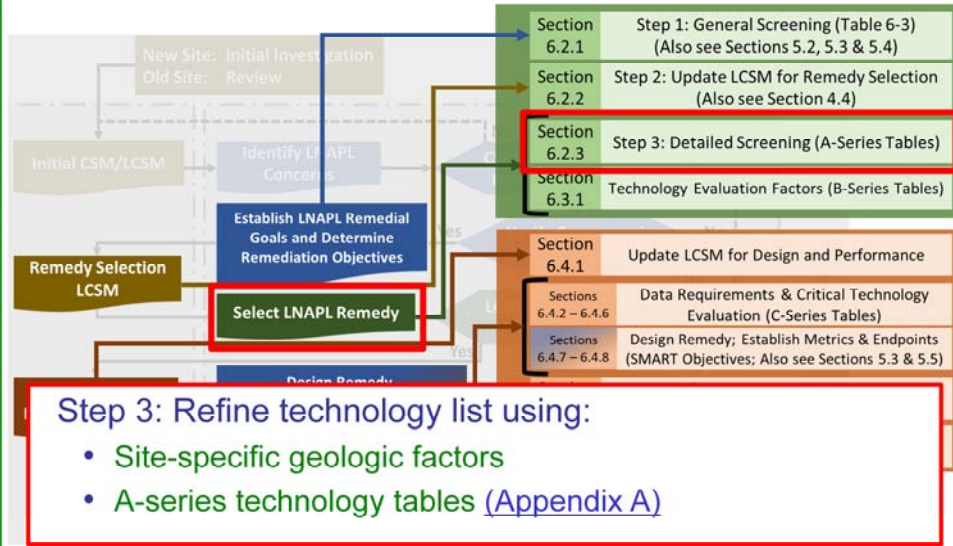 New Site: Initial Investigation
Old Site: Review
Initial CSM/LCSM
Identify LNAPL
Concerns
Establish LNAPL Remedial
Goals and Determine
Remediation Objectives
Yes
Remedy Selection
LCSM
Select LNAPL Remedy
Yes
Design Remedy
Section
6.2.1
Step 1: General Screening (Table 6-3)
(Also see Sections 5.2, 5.3 & 5.4)
Section
6.2.2
Step 2: Update LCSM for Remedy Selection
(Also see Section 4.4)
Section
6.2.3
Step 3: Detailed Screening (A-Series Tables)
Section
6.3.1
Technology Evaluation Factors (B-Series Tables)
Section
6.4.1
Update LCSM for Design and Performance
Sections
6.4.2 – 6.4.6
Data Requirements & Critical Technology
Evaluation (C-Series Tables)
Sections
6.4.7 – 6.4.8
Design Remedy; Establish Metrics & Endpoints
(SMART Objectives; Also see Sections 5.3 & 5.5)
Step 3: Refine technology list using:
• Site-specific geologic factors
• A-series technology tables (Appendix A)